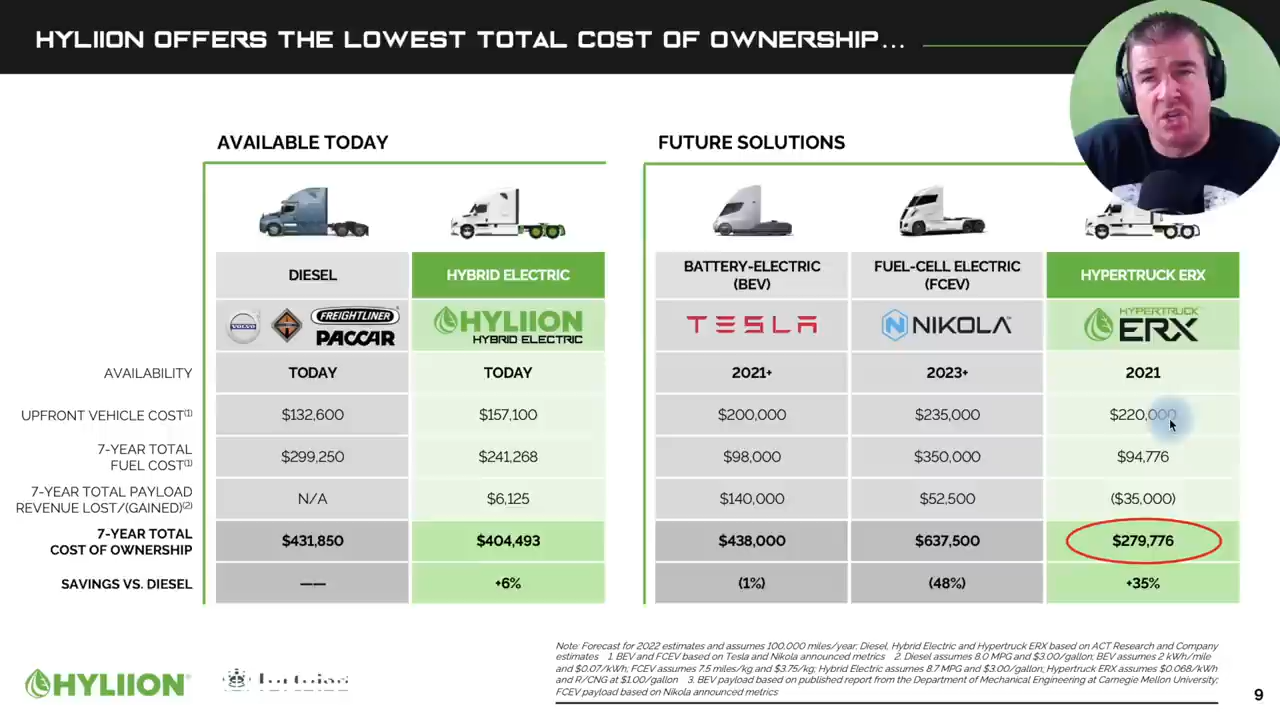 HYLIION OFFERS THE LOWEST TOTAL COST OF OWNERSHIP...
AVAILABLE TODAY
FUTURE SOLUTIONS
DIESEL
HYBRID ELECTRIC
BATTERY-ELECTRIC
(BEV)
FUEL-CELL ELECTRIC
(FCEV)
HYPERTRUCK ERX
VOLVO
INTERNATIONAL
FREIGHTLINER
PACCAR
HYLIION
HYBRID ELECTRIC
TESLA
NIKOLA™
HYPERTRUCK
ERX
AVAILABILITY TODAY TODAY 2021+ 2023+ 2021
UPFRONT VEHICLE COST(1) $132,600 $157,100 $200,000 $235,000 $220,000
7-YEAR TOTAL
FUEL COST(1) $299,250 $241,268 $98,000 $350,000 $94,776
7-YEAR TOTAL PAYLOAD
REVENUE LOST/(GAINED)(2) N/A $6,125 $140,000 $52,500 ($35,000)
7-YEAR TOTAL
COST OF OWNERSHIP $431,850 $404,493 $438,000 $637,500 $279,776
SAVINGS VS. DIESEL —— +6% (1%) (48%) +35%
Note: Forecast for 2022 estimates and assumes 100,000 miles/year; Diesel, Hybrid Electric and Hypertruck ERX based on ACT Research and Company
estimates 1. BEV and FCEV based on Tesla and Nikola announced metrics 2. Diesel assumes 8.0 MPG and $3.00/gallon; BEV assumes 2 kWh/mile
and $0.07/kWh; FCEV assumes 7.5 miles/kg and $3.75/kg; Hybrid Electric assumes 8.7 MPG and $3.00/gallon; Hypertruck ERX assumes $0.068/kWh
and R/CNG at $1.00/gallon 3. BEV payload based on published report from the Department of Mechanical Engineering at Carnegie Mellon University;
FCEV payload based on Nikola announced metrics
HYLIION®
9